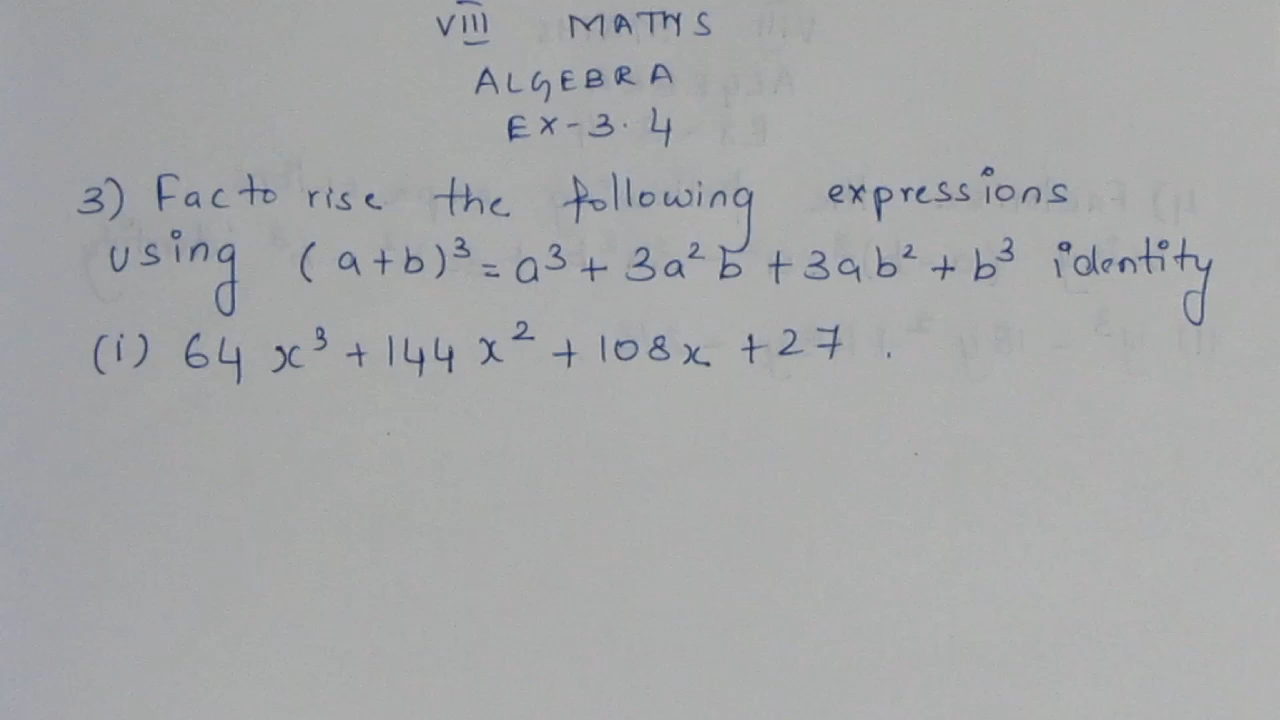 VIII MATHS
ALGEBRA
EX-3.4
3) Factorise the following expressions
using (a+b)³ = a³ + 3a²b + 3ab² + b³ identity
(i) 64x³ + 144x² + 108x + 27.